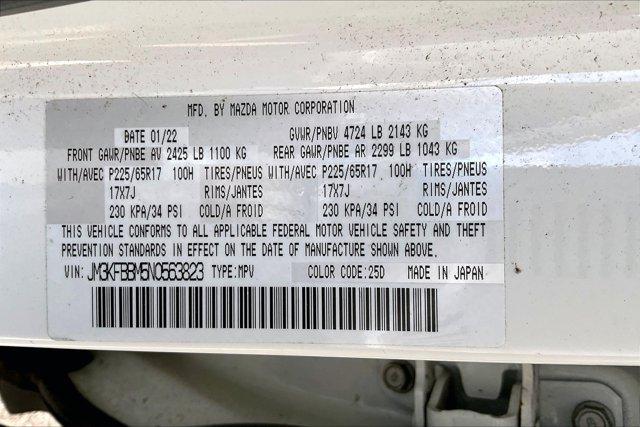 MFD. BY MAZDA MOTOR CORPORATION
DATE 01/22 GVWR/PNBV 4724 LB 2143 KG
FRONT GAWR/PNBE AV 2425 LB 1100 KG REAR GAWR/PNBE AR 2299 LB 1043 KG
WITH/AVEC P225/65R17 100H TIRES/PNEUS WITH/AVEC P225/65R17 100H TIRES/PNEUS
17X7J RIMS/JANTES 17X7J RIMS/JANTES
230 KPA/34 PSI COLD/A FROID 230 KPA/34 PSI COLD/A FROID
THIS VEHICLE CONFORMS TO ALL APPLICABLE FEDERAL MOTOR VEHICLE SAFETY AND THEFT
PREVENTION STANDARDS IN EFFECT ON THE DATE OF MANUFACTURE SHOWN ABOVE.
VIN: JM3KFBBM5N0563823 TYPE:MPV COLOR CODE:25D MADE IN JAPAN